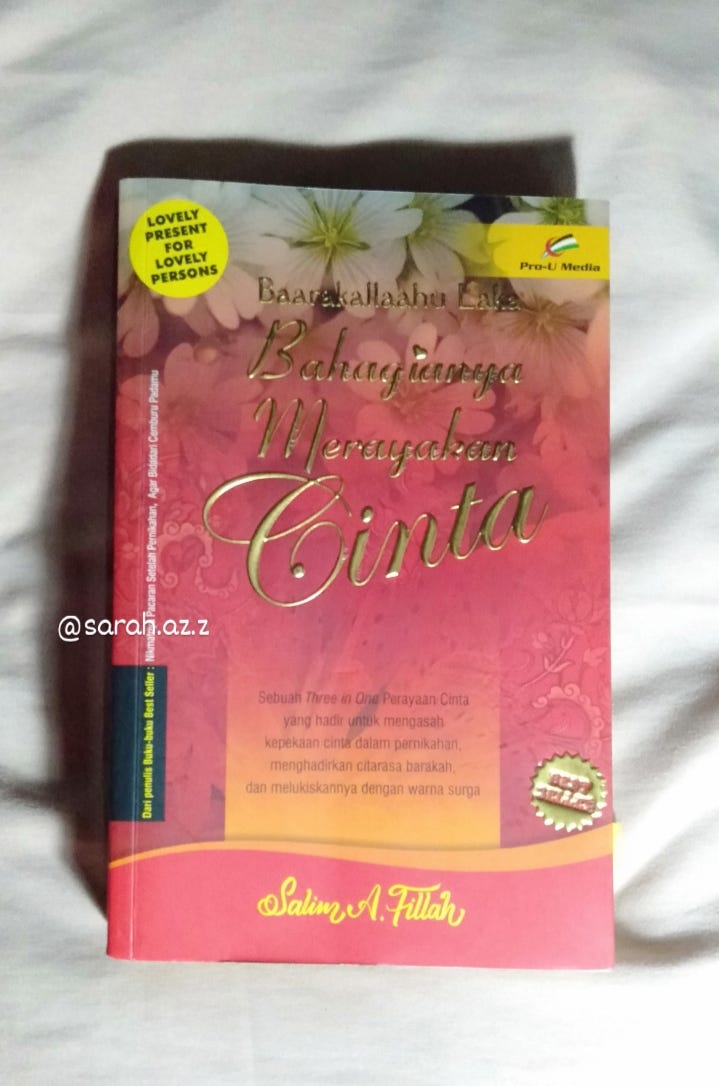 LOVELY
PRESENT
FOR
LOVELY
PERSONS
Pro-U Media
Baarakallaahu Laka
Bahagianya
Merayakan
Cinta
Dari penulis Buku-buku Best Seller : Nikmatnya Pacaran Setelah Pernikahan, Agar Bidadari Cemburu Padamu
@sarah.az.z
Sebuah Three in One Perayaan Cinta
yang hadir untuk mengasah
kepekaan cinta dalam pernikahan,
menghadirkan citarasa barakah,
dan melukiskannya dengan warna surga
BEST
SELLER
Salim A. Fillah